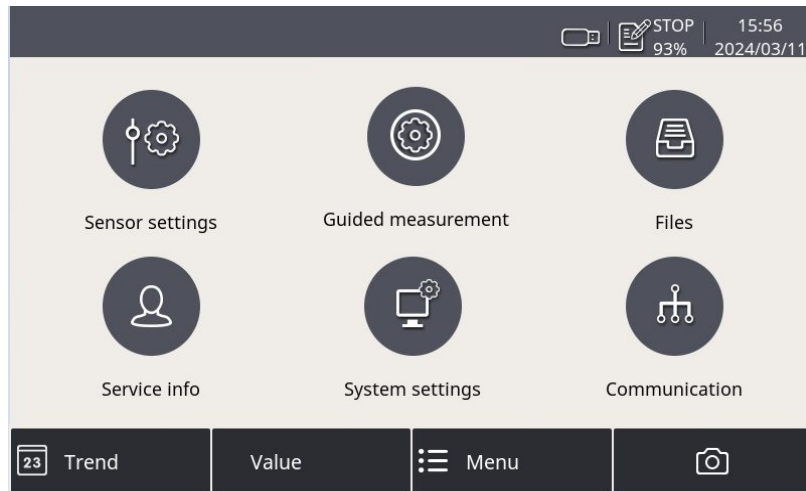 STOP 15:56
93% 2024/03/11
Sensor settings Guided measurement Files
Service info System settings Communication
23 Trend Value Menu